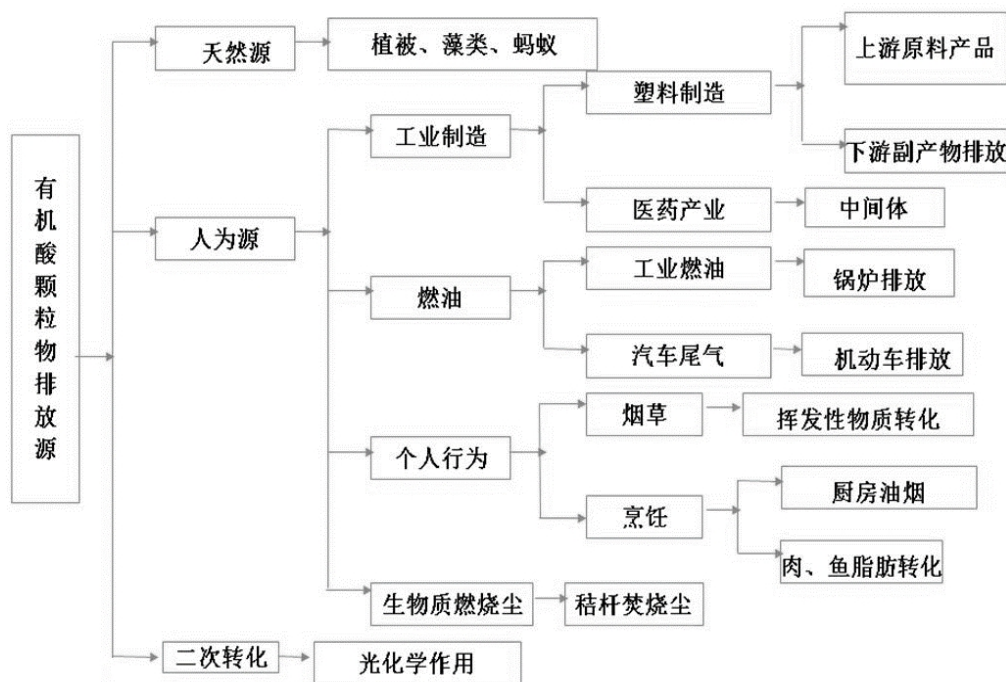 有机酸颗粒物排放源
天然源
植被、藻类、蚂蚁
人为源
工业制造
塑料制造
上游原料产品
下游副产物排放
医药产业
中间体
燃油
工业燃油
锅炉排放
汽车尾气
机动车排放
个人行为
烟草
挥发性物质转化
烹饪
厨房油烟
肉、鱼脂肪转化
生物质燃烧尘
秸杆焚烧尘
二次转化
光化学作用